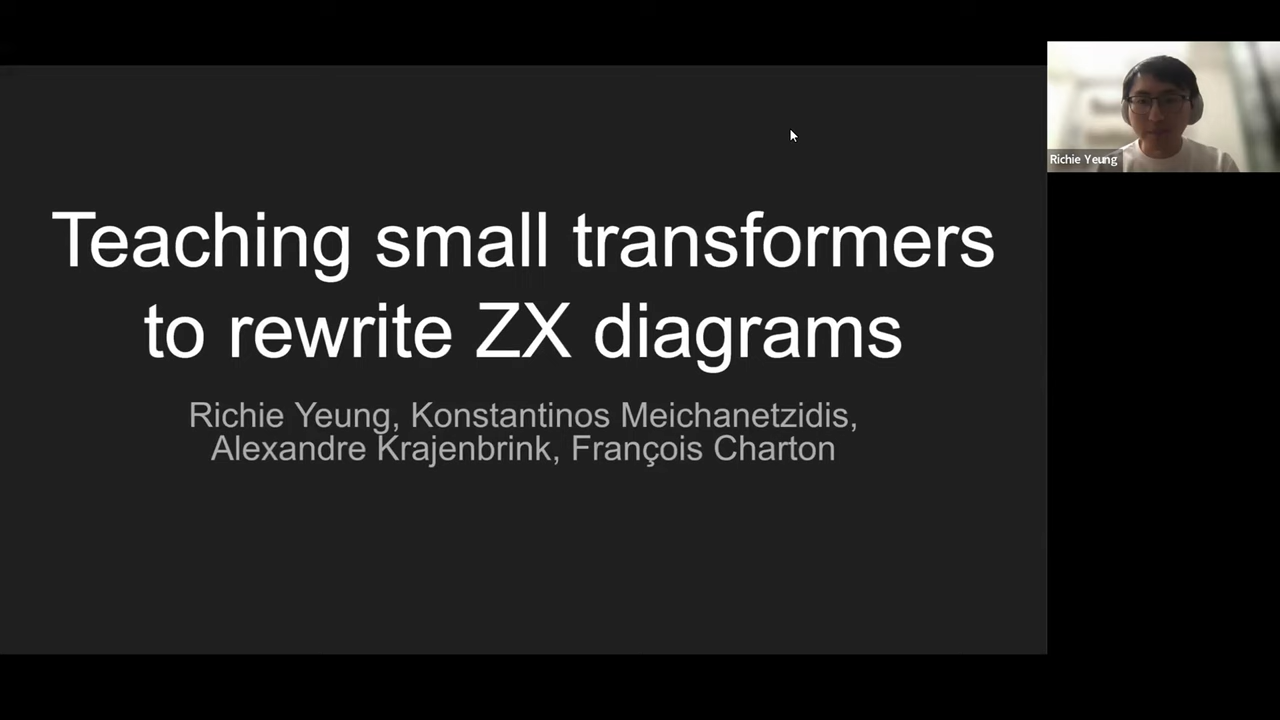 Teaching small transformers
to rewrite ZX diagrams
Richie Yeung, Konstantinos Meichanetzidis,
Alexandre Krajenbrink, François Charton
Richie Yeung